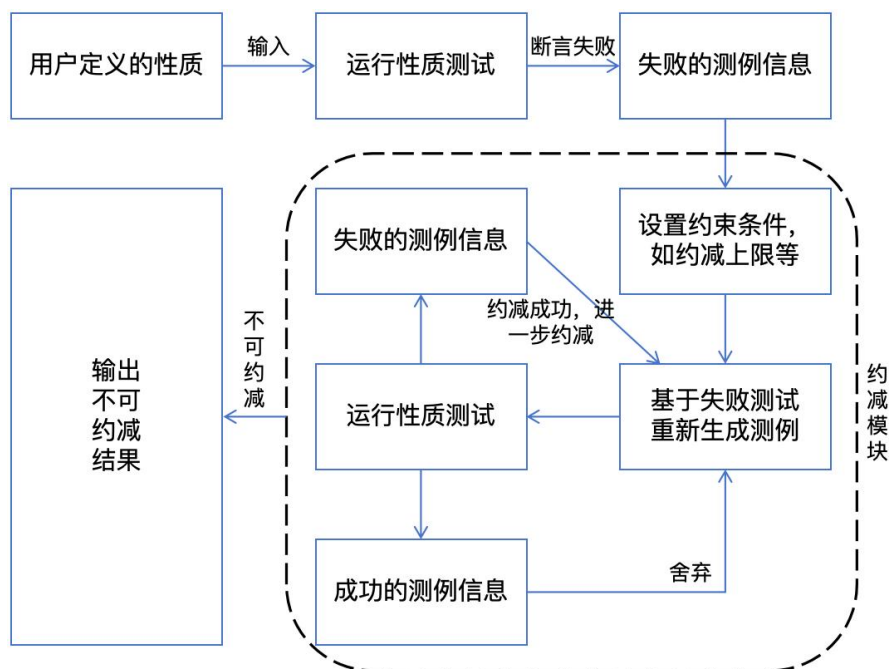 用户定义的性质
输入
运行性质测试
断言失败
失败的测例信息
失败的测例信息
设置约束条件，
如约减上限等
约减成功，进
一步约减
不
可
约
减
输出
不可
约减
结果
运行性质测试
基于失败测试
重新生成测例
约
减
模
块
成功的测例信息
舍弃